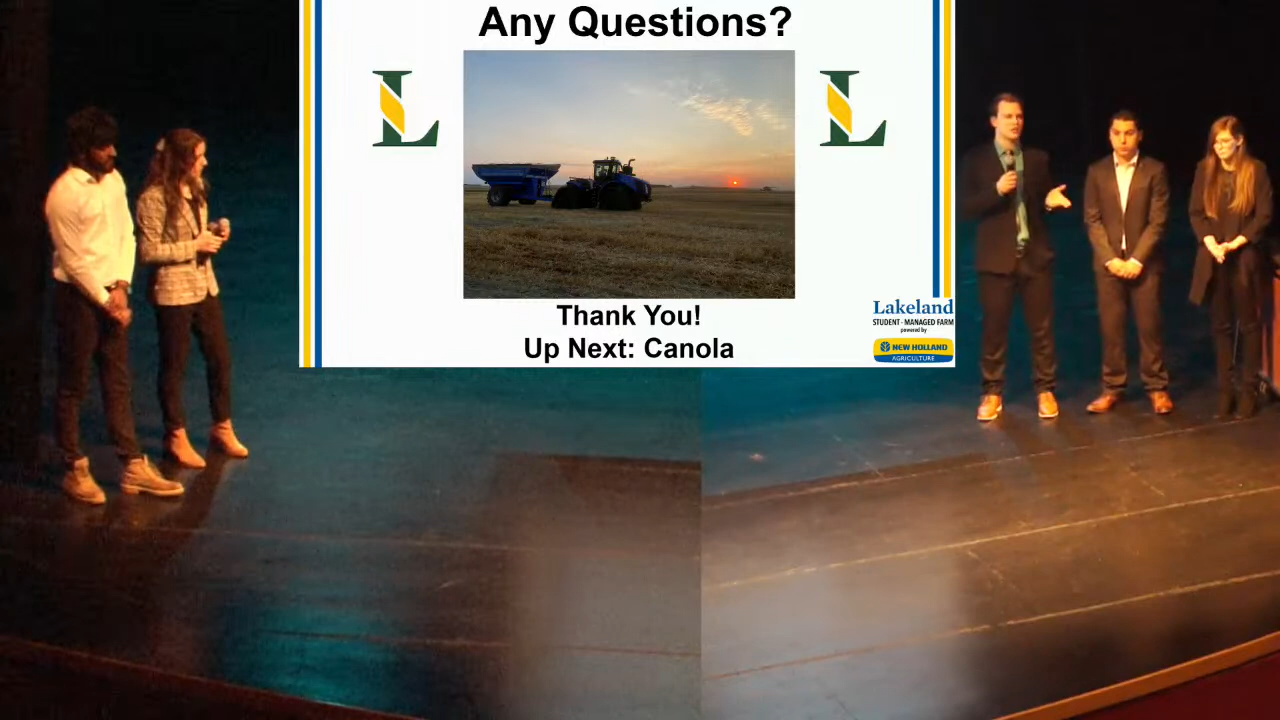 Any Questions?
L
L
Thank You!
Up Next: Canola
Lakeland
STUDENT-MANAGED FARM
powered by
NEW HOLLAND
AGRICULTURE